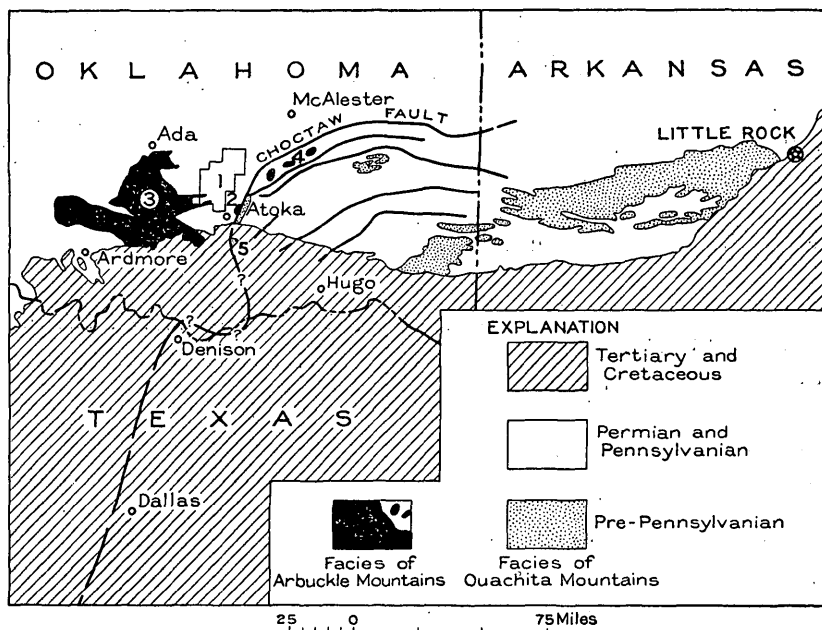 OKLAHOMA
ARKANSAS
McAlester
CHOCTAW FAULT
LITTLE ROCK
Ada
4
1
3
2
Atoka
5
Ardmore
?
Hugo
? ?
Denison
EXPLANATION
Tertiary and
Cretaceous
TEXAS
Permian and
Pennsylvanian
Dallas
Pre-Pennsylvanian
Facies of
Arbuckle Mountains
Facies of
Ouachita Mountains
25 0 75 Miles